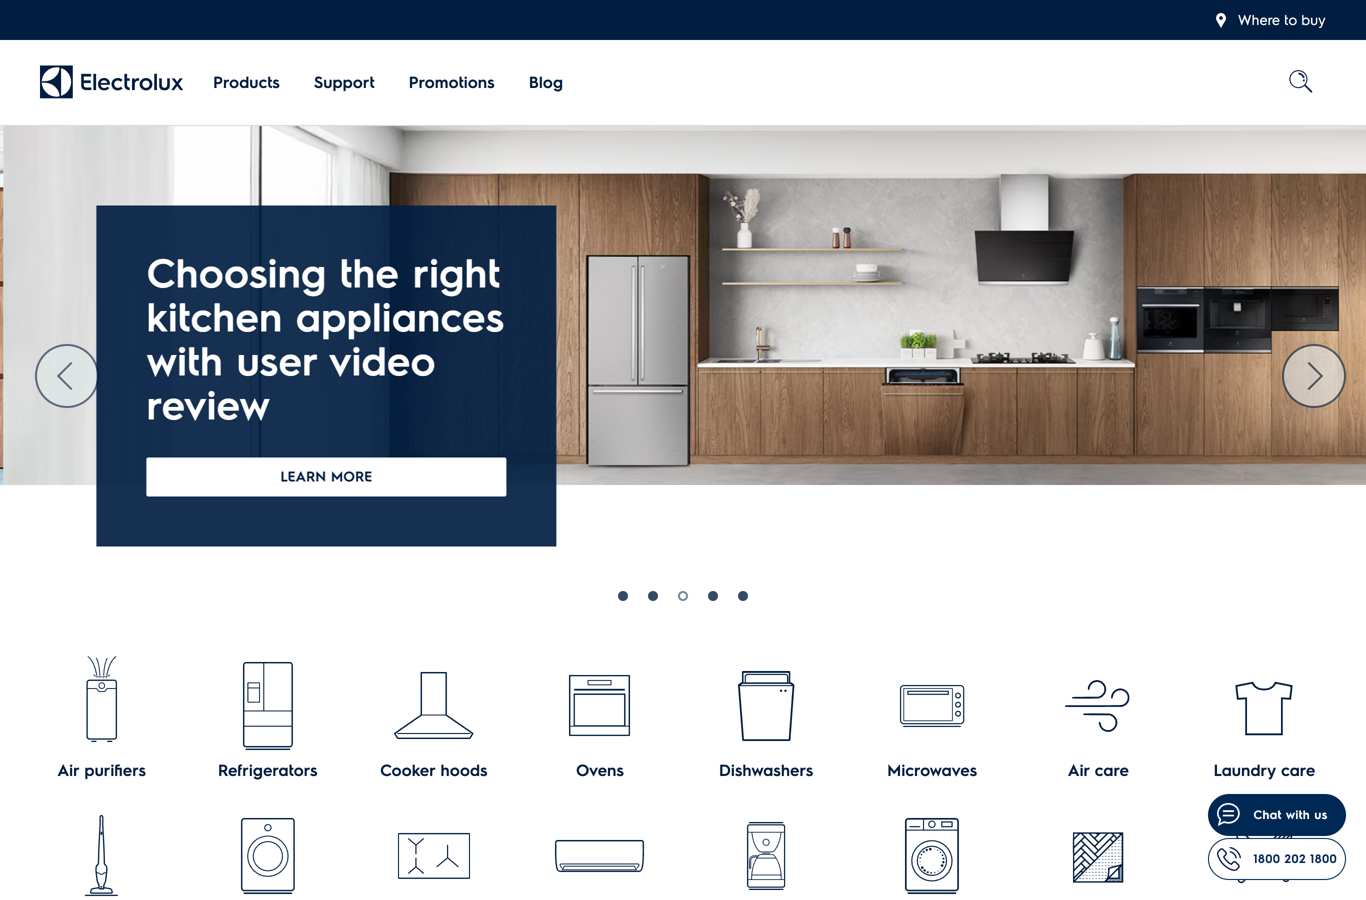 Where to buy
Electrolux
Products
Support
Promotions
Blog
Choosing the right
kitchen appliances
with user video
review
LEARN MORE
Air purifiers
Refrigerators
Cooker hoods
Ovens
Dishwashers
Microwaves
Air care
Laundry care
Chat with us
1800 202 1800